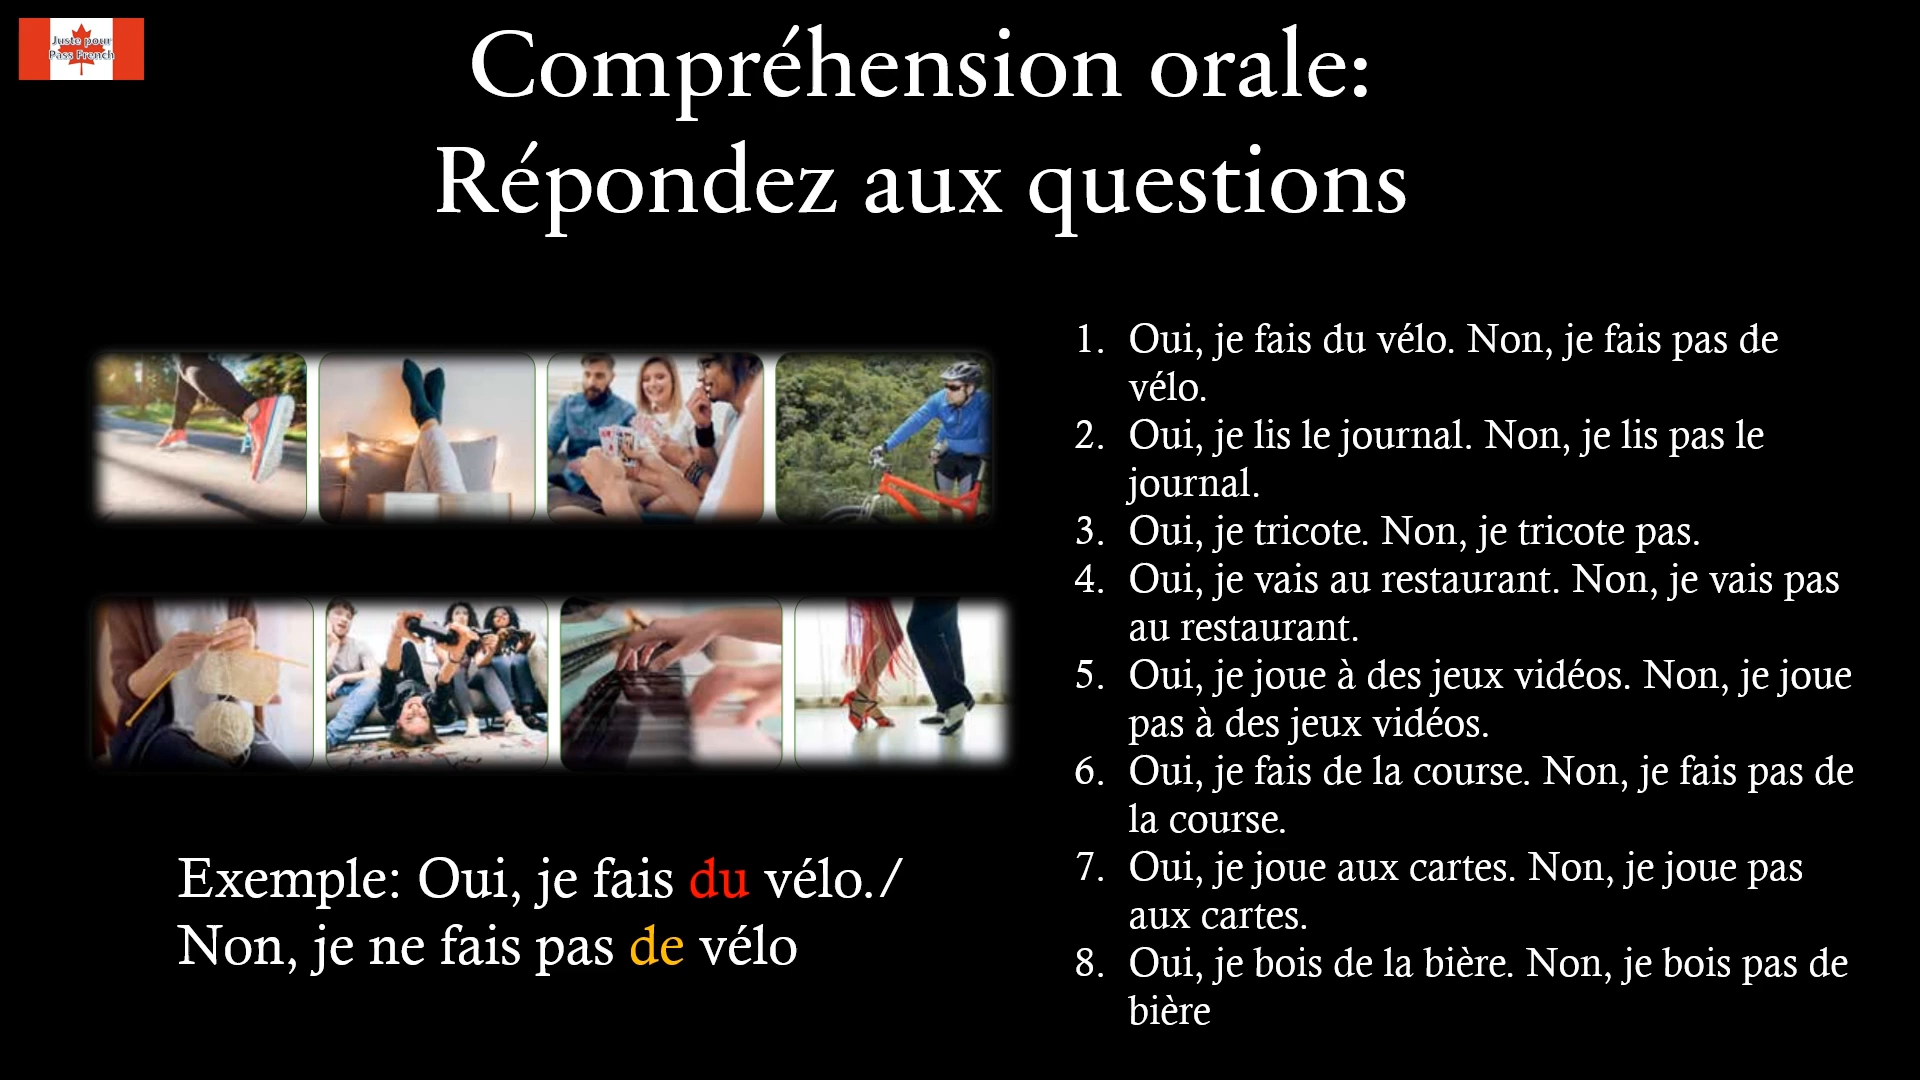 Juste pour
Pass French
Compréhension orale:
Répondez aux questions
1. Oui, je fais du vélo. Non, je fais pas de
vélo.
2. Oui, je lis le journal. Non, je lis pas le
journal.
3. Oui, je tricote. Non, je tricote pas.
4. Oui, je vais au restaurant. Non, je vais pas
au restaurant.
5. Oui, je joue à des jeux vidéos. Non, je joue
pas à des jeux vidéos.
6. Oui, je fais de la course. Non, je fais pas de
la course.
7. Oui, je joue aux cartes. Non, je joue pas
aux cartes.
8. Oui, je bois de la bière. Non, je bois pas de
bière
Exemple: Oui, je fais du vélo./
Non, je ne fais pas de vélo